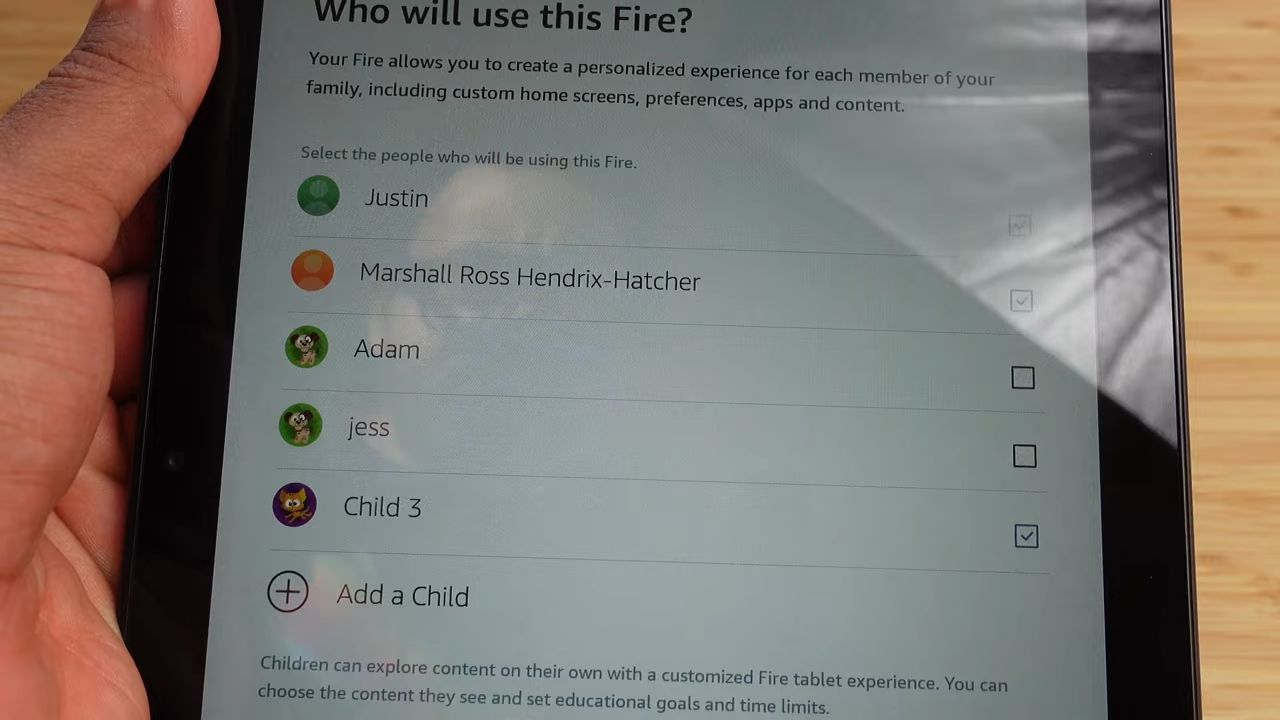 Who will use this Fire?
Your Fire allows you to create a personalized experience for each member of your
family, including custom home screens, preferences, apps and content.
Select the people who will be using this Fire.
Justin
Marshall Ross Hendrix-Hatcher
Adam
jess
Child 3
Add a Child
Children can explore content on their own with a customized Fire tablet experience. You can
choose the content they see and set educational goals and time limits.